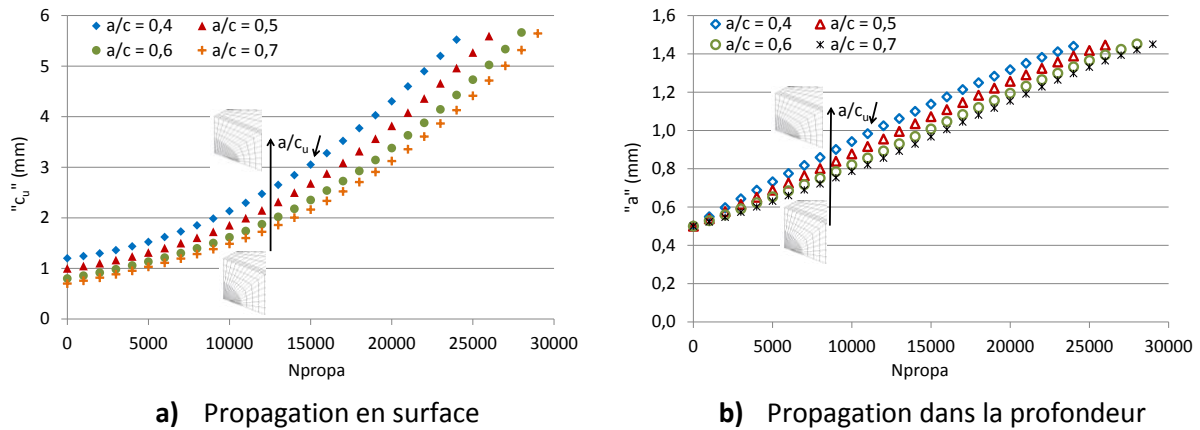 a/c = 0,4
a/c = 0,5
a/c = 0,6
a/c = 0,7
"cu" (mm)
6
5
4
3
2
1
0
a/cu
0 5000 10000 15000 20000 25000 30000
Npropa
a) Propagation en surface
a/c = 0,4
a/c = 0,5
a/c = 0,6
a/c = 0,7
"a" (mm)
1,6
1,4
1,2
1,0
0,8
0,6
0,4
0,2
0,0
a/cu
0 5000 10000 15000 20000 25000 30000
Npropa
b) Propagation dans la profondeur